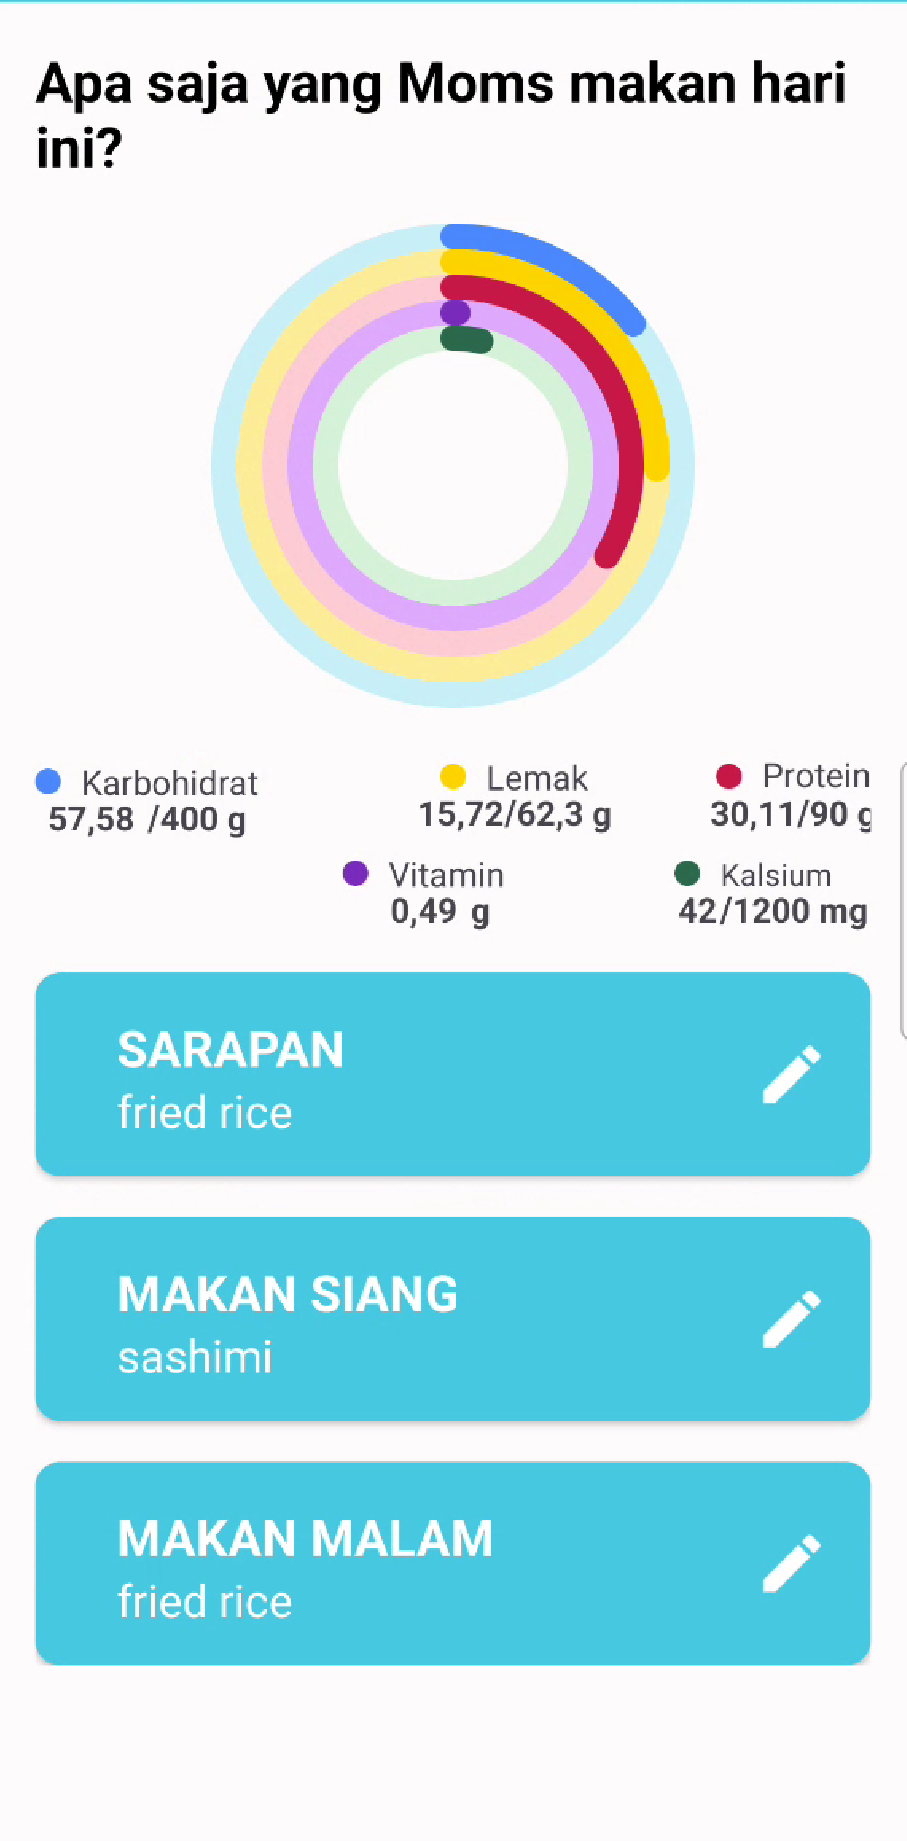 Apa saja yang Moms makan hari
ini?
Karbohidrat
57,58 /400 g
Lemak
15,72/62,3 g
Protein
30,11/90 g
Vitamin
0,49 g
Kalsium
42/1200 mg
SARAPAN
fried rice
MAKAN SIANG
sashimi
MAKAN MALAM
fried rice